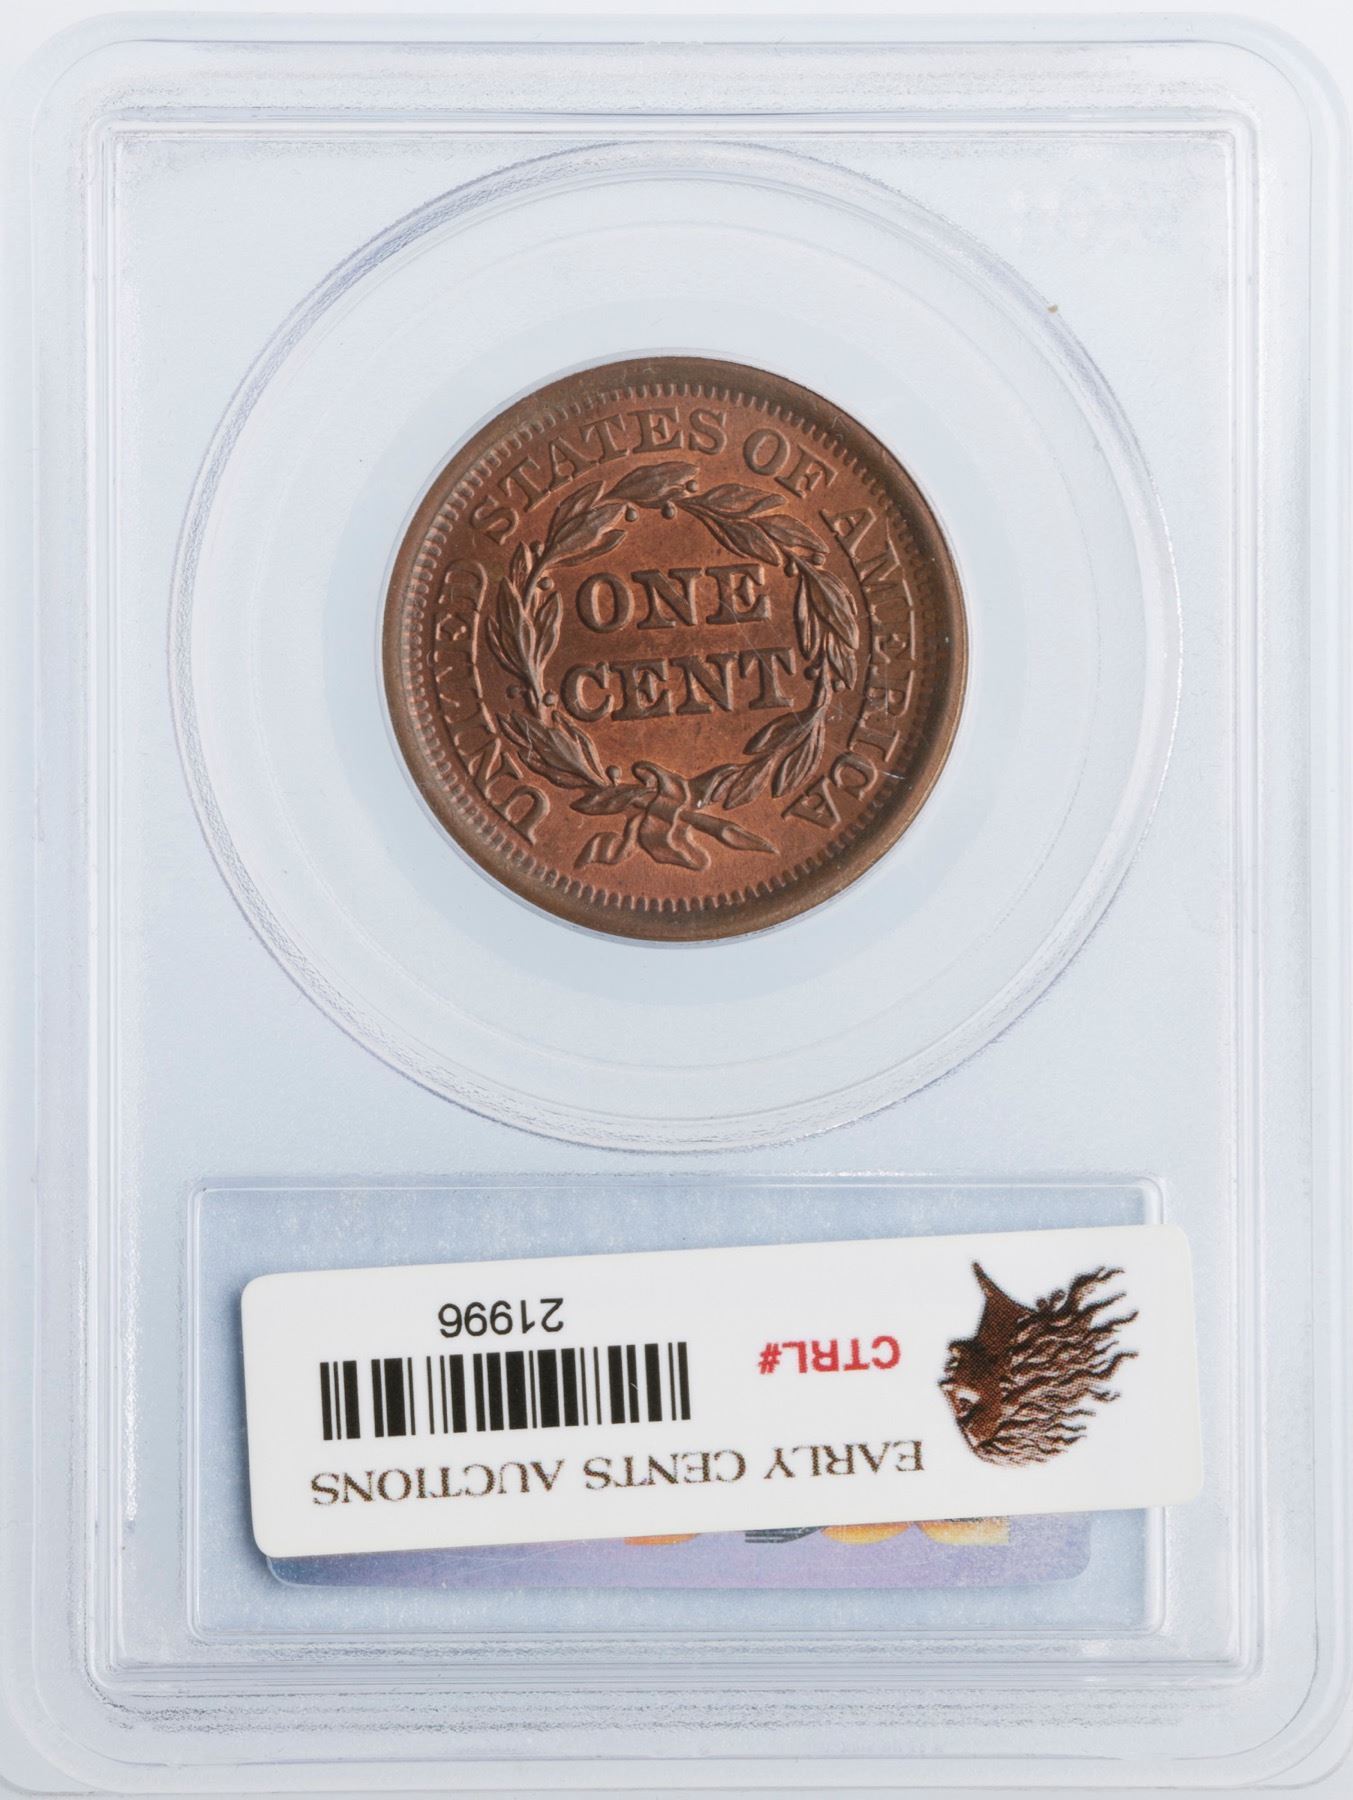 UNITED STATES OF AMERICA
ONE
CENT
EARLY CENTS AUCTIONS
CTRL#
21996